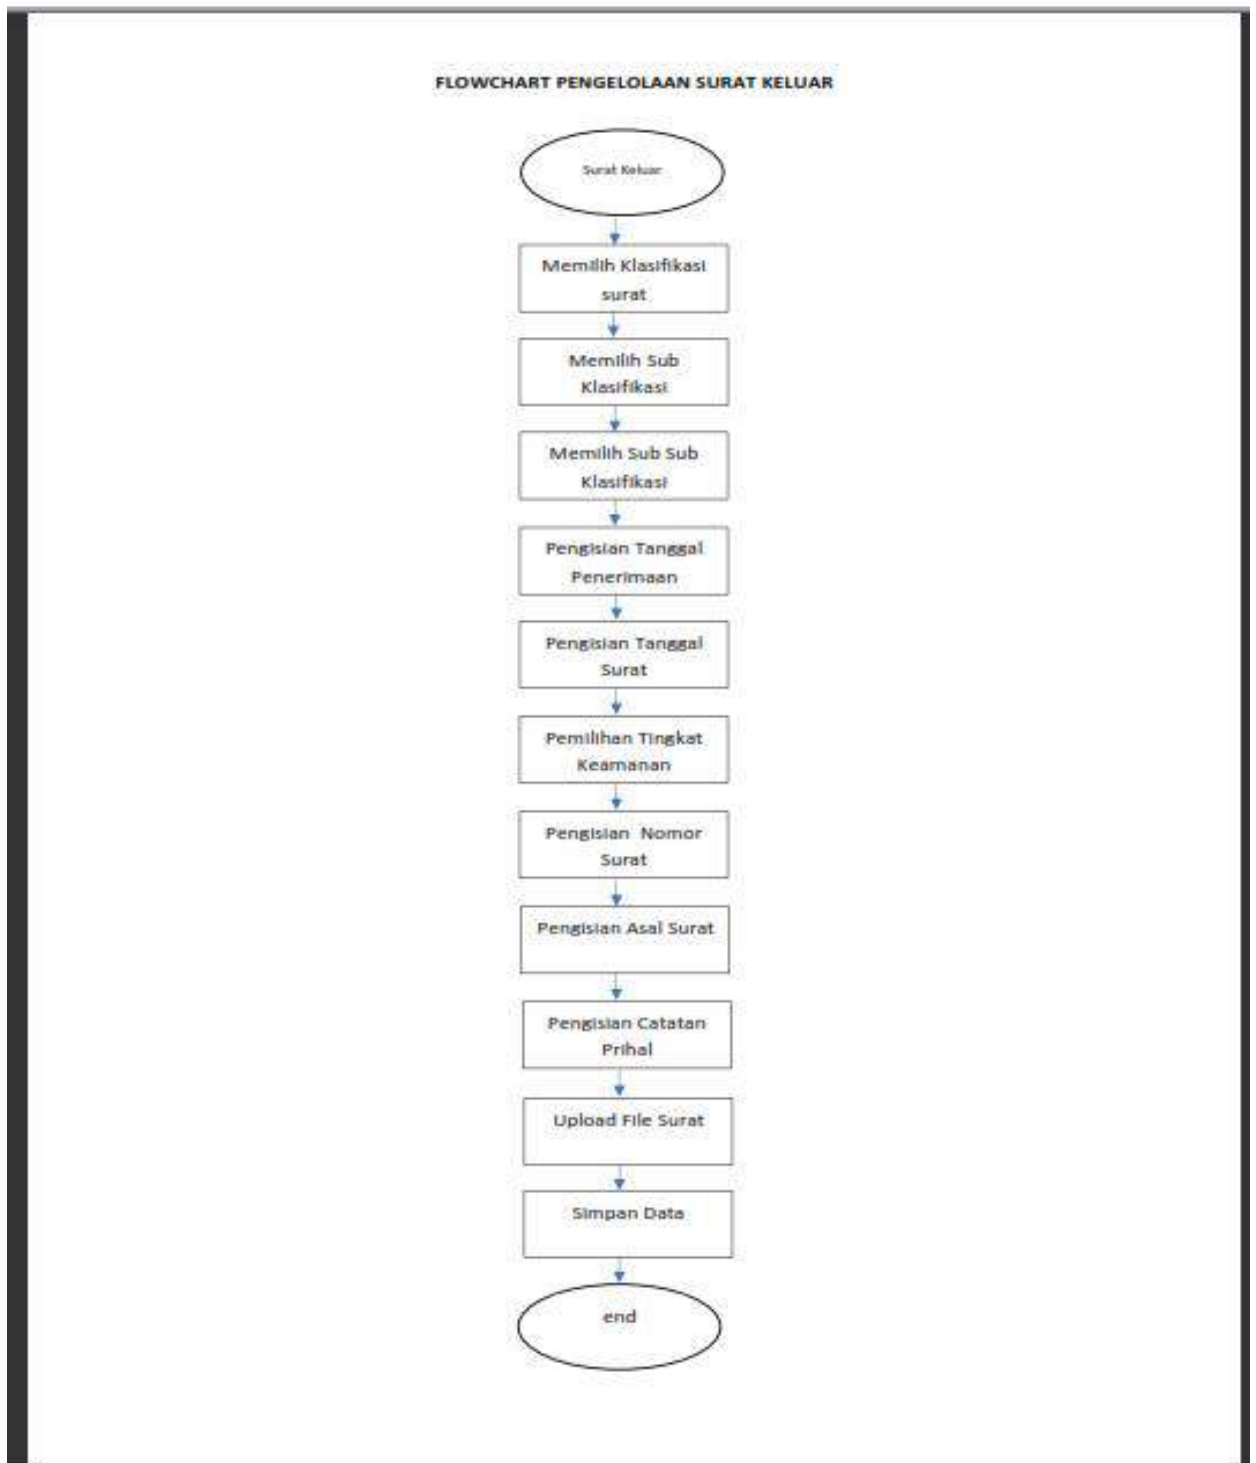 FLOWCHART PENGELOLAAN SURAT KELUAR
Surat Keluar
Memilih Klasifikasi
surat
Memilih Sub
Klasifikasi
Memilih Sub Sub
Klasifikasi
Pengisian Tanggal
Penerimaan
Pengisian Tanggal
Surat
Pemilihan Tingkat
Keamanan
Pengisian Nomor
Surat
Pengisian Asal Surat
Pengisian Catatan
Prihal
Upload File Surat
Simpan Data
end